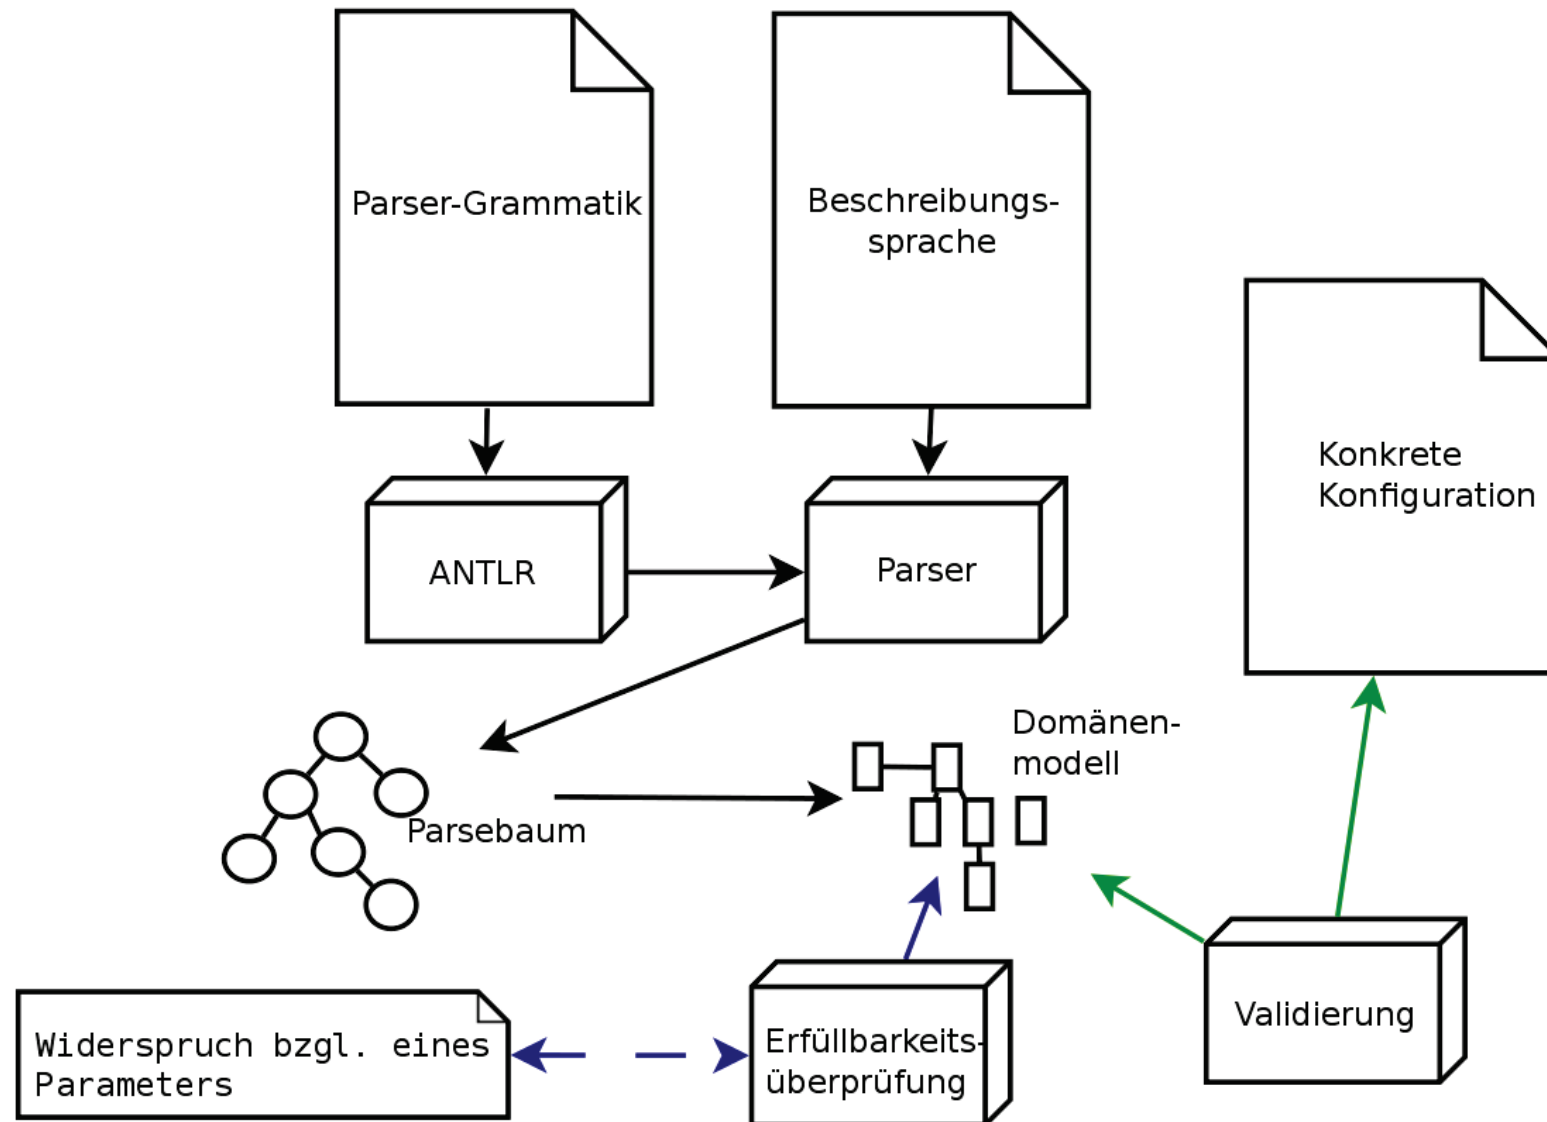 Parser-Grammatik
Beschreibungs-
sprache
Konkrete
Konfiguration
ANTLR
Parser
Domänen-
modell
Parsebaum
Validierung
Widerspruch bzgl. eines
Parameters
Erfüllbarkeits-
überprüfung